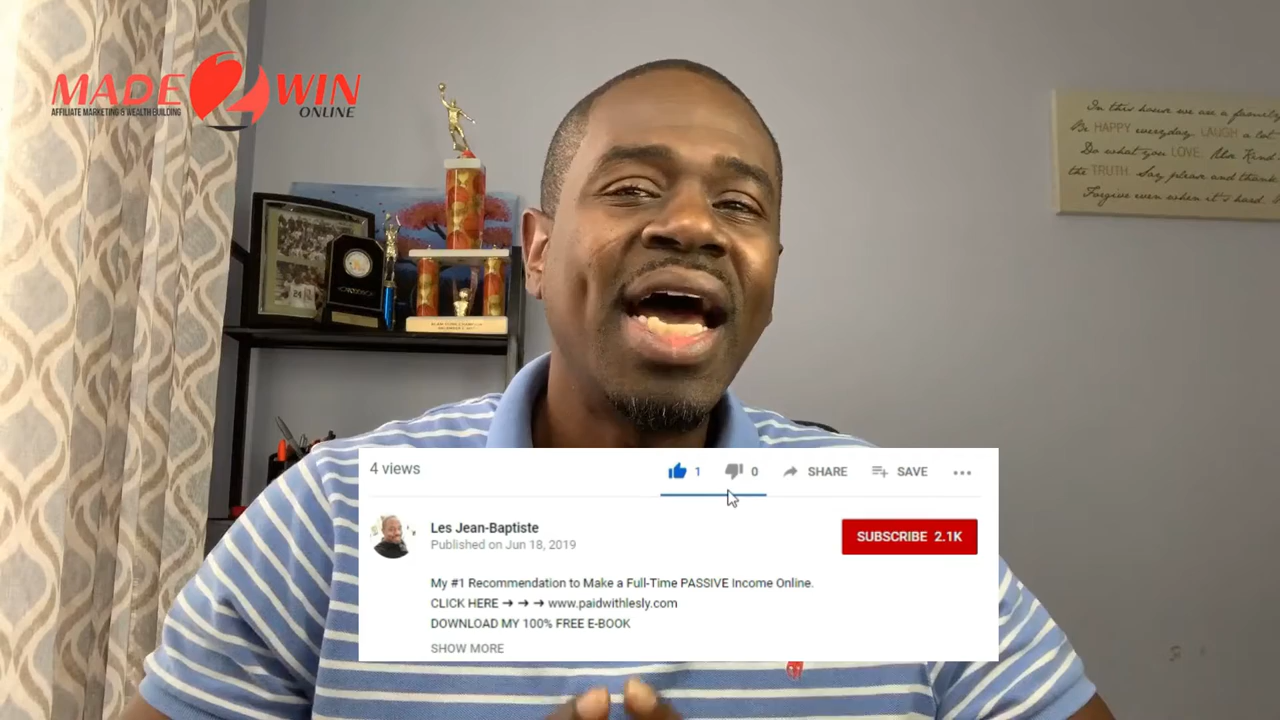 MADE 2 WIN
AFFILIATE MARKETING & WEALTH BUILDING
ONLINE
In this house we are a family
Be HAPPY everyday. LAUGH a lot
Do what you LOVE.
the TRUTH. Say please and thank
Forgive even when it's hard.
24
4 views
1
0
SHARE
SAVE
Les Jean-Baptiste
Published on Jun 18, 2019
SUBSCRIBE 2.1K
My #1 Recommendation to Make a Full-Time PASSIVE Income Online.
CLICK HERE ➔ ➔ ➔ www.paidwithlesly.com
DOWNLOAD MY 100% FREE E-BOOK
SHOW MORE